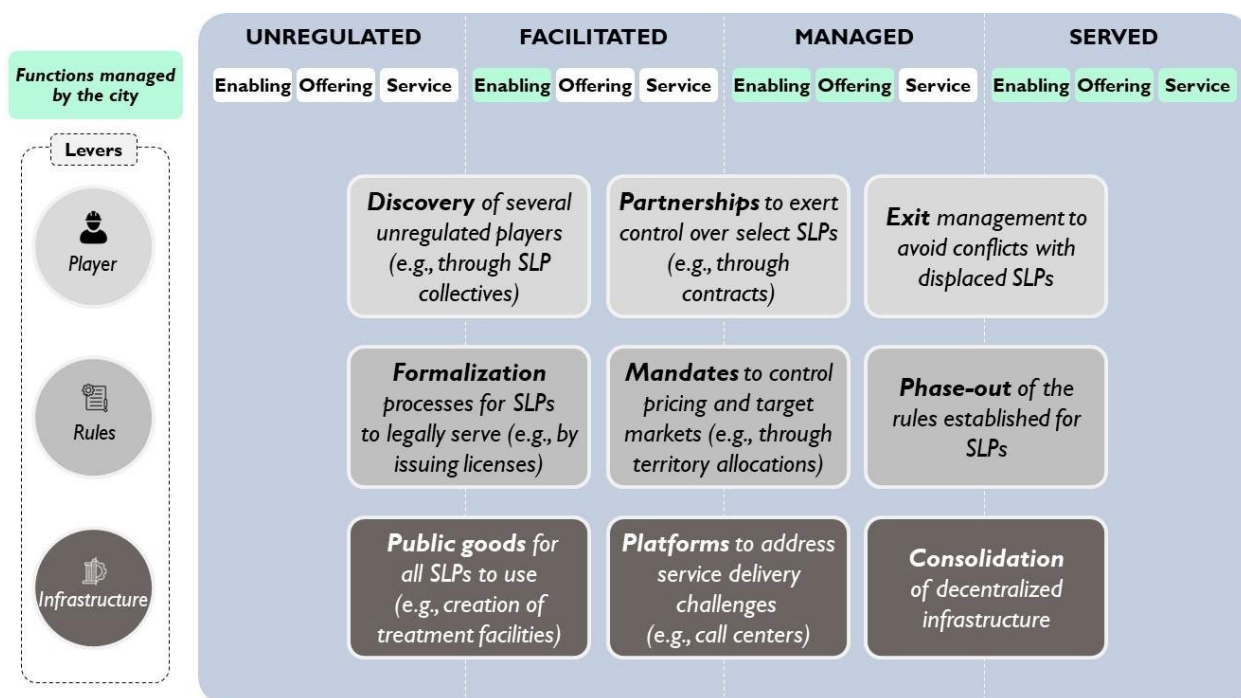 UNREGULATED FACILITATED MANAGED SERVED
Functions managed
by the city
Enabling Offering Service Enabling Offering Service Enabling Offering Service Enabling Offering Service
Levers
Player
Discovery of several
unregulated players
(e.g., through SLP
collectives)
Partnerships to exert
control over select SLPs
(e.g., through
contracts)
Exit management to
avoid conflicts with
displaced SLPs
Rules
Formalization
processes for SLPs
to legally serve (e.g., by
issuing licenses)
Mandates to control
pricing and target
markets (e.g., through
territory allocations)
Phase-out of the
rules established for
SLPs
Infrastructure
Public goods for
all SLPs to use
(e.g., creation of
treatment facilities)
Platforms to address
service delivery
challenges
(e.g., call centers)
Consolidation
of decentralized
infrastructure